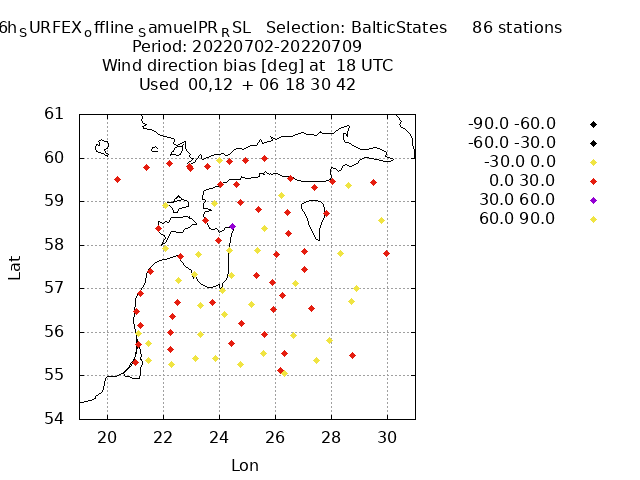 6h_SURFEX_offline_SamuelPR_RSL   Selection: BalticStates     86 stations
Period: 20220702-20220709
Wind direction bias [deg] at  18 UTC
Used  00,12  + 06 18 30 42
61
60
59
58
57
56
55
54
20 22 24 26 28 30
Lat
Lon
-90.0 -60.0
-60.0 -30.0
-30.0 0.0
0.0 30.0
30.0 60.0
60.0 90.0